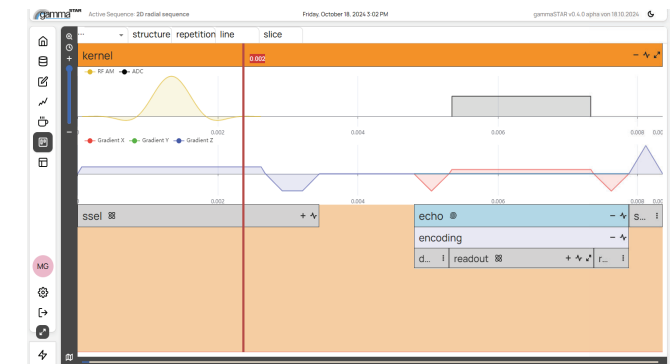 gammaSTAR Active Sequence: 2D radial sequence Friday, October 18, 2024 3:02 PM gammaSTAR v0.4.0 apha von 18.10.2024
... structure repetition line slice
kernel
0.002
RF AM ADC
0.002 0.004 0.006 0.008
Gradient X Gradient Y Gradient Z
0.002 0.004 0.006 0.008
ssel echo s...
encoding
d... readout r...
MG